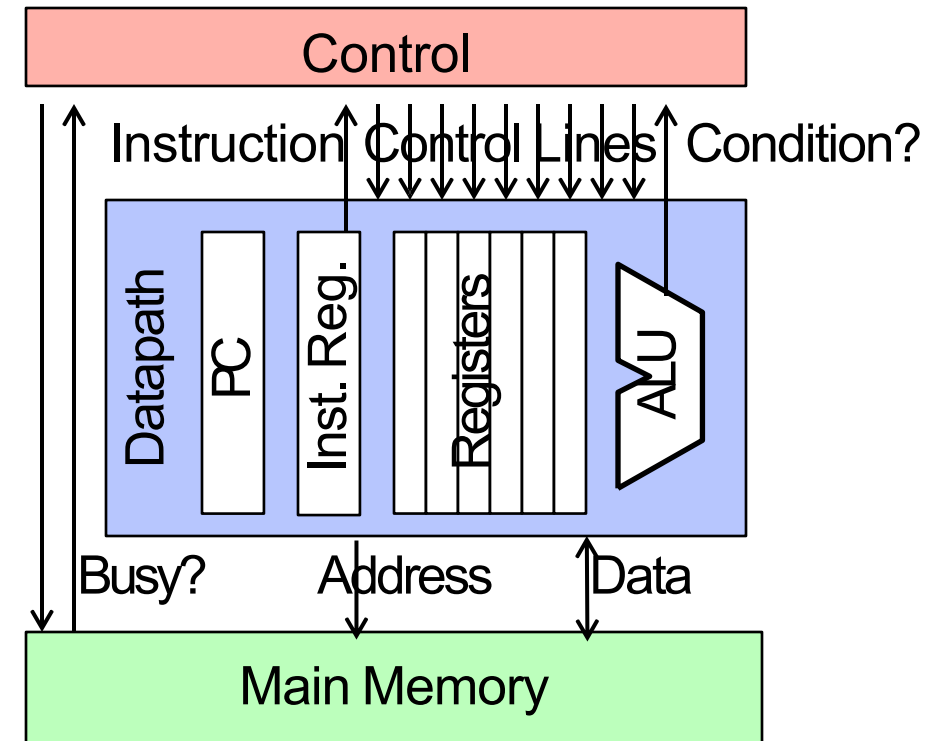 Control
Instruction Control Lines Condition?
Datapath
PC
Inst. Reg.
Registers
ALU
Busy? Address Data
Main Memory